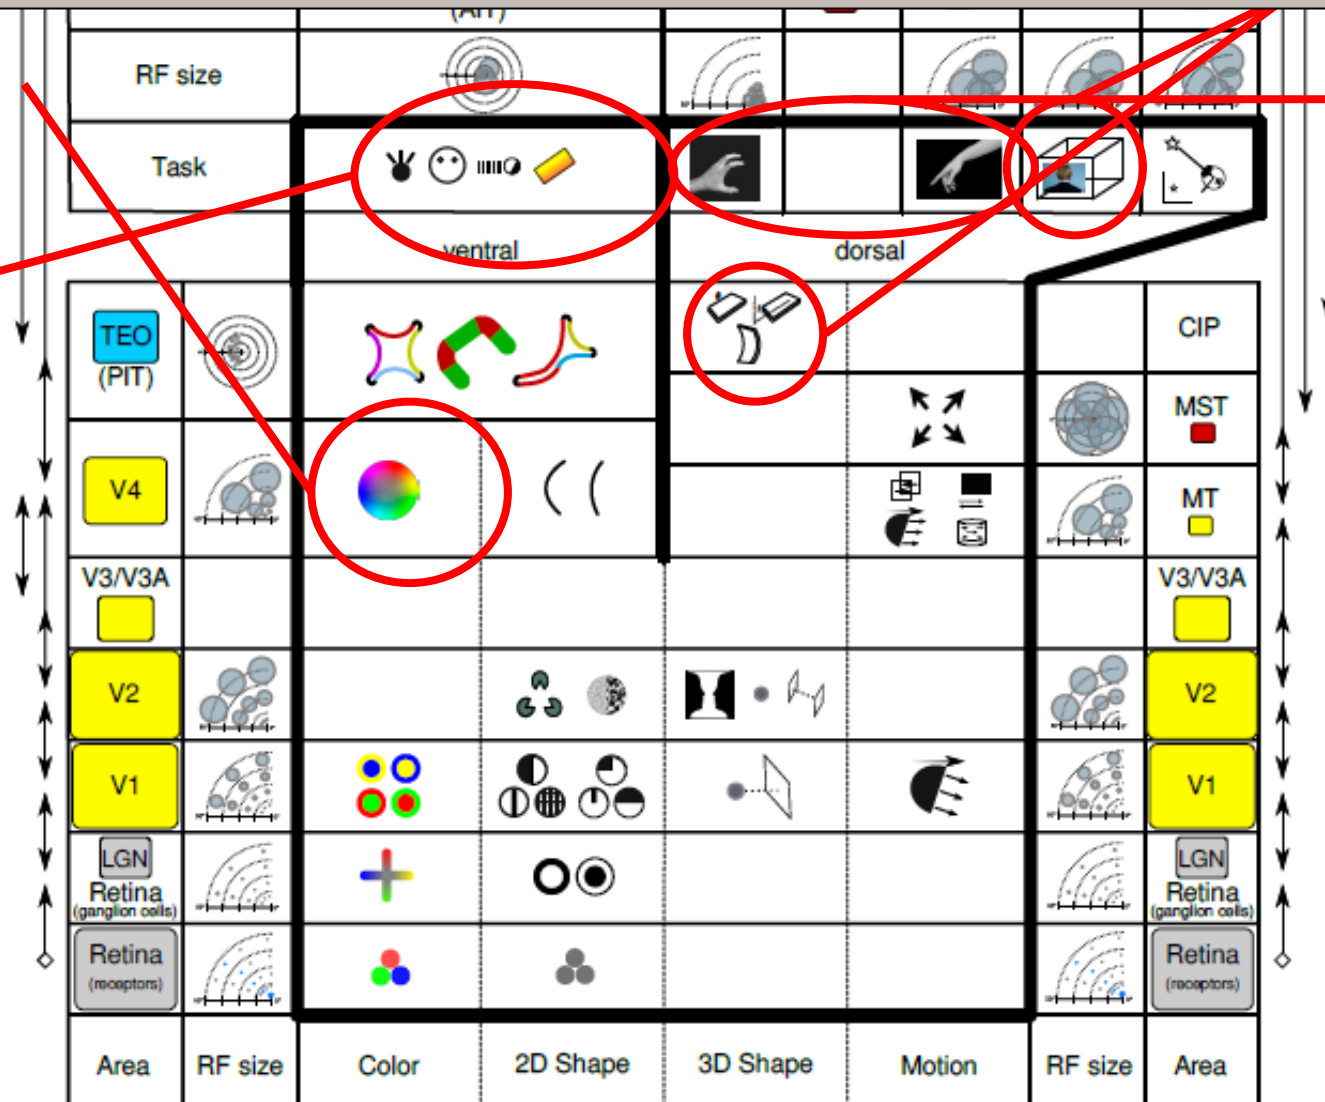 (AIT)
RF size
Task
ventral
dorsal
TEO
(PIT)
CIP
MST
V4
MT
V3/V3A
V3/V3A
V2
V2
V1
V1
LGN
Retina
(ganglion cells)
LGN
Retina
(ganglion cells)
Retina
(receptors)
Retina
(receptors)
Area
RF size
Color
2D Shape
3D Shape
Motion
RF size
Area